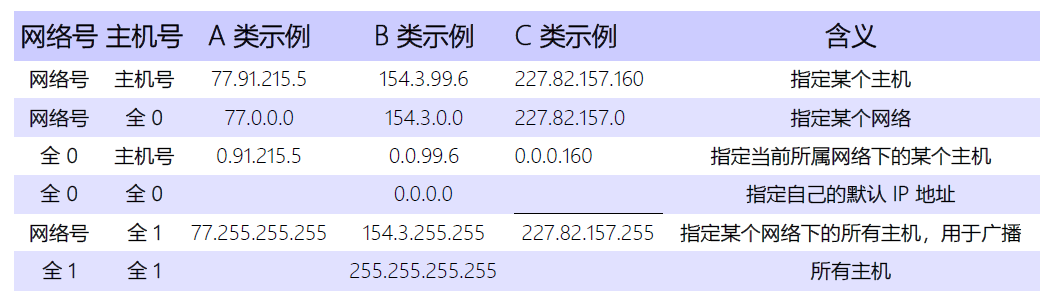 网络号 主机号 A 类示例 B 类示例 C 类示例 含义
网络号 主机号 77.91.215.5 154.3.99.6 227.82.157.160 指定某个主机
网络号 全 0 77.0.0.0 154.3.0.0 227.82.157.0 指定某个网络
全 0 主机号 0.91.215.5 0.0.99.6 0.0.0.160 指定当前所属网络下的某个主机
全 0 全 0 0.0.0.0 指定自己的默认 IP 地址
网络号 全 1 77.255.255.255 154.3.255.255 227.82.157.255 指定某个网络下的所有主机，用于广播
全 1 全 1 255.255.255.255 所有主机